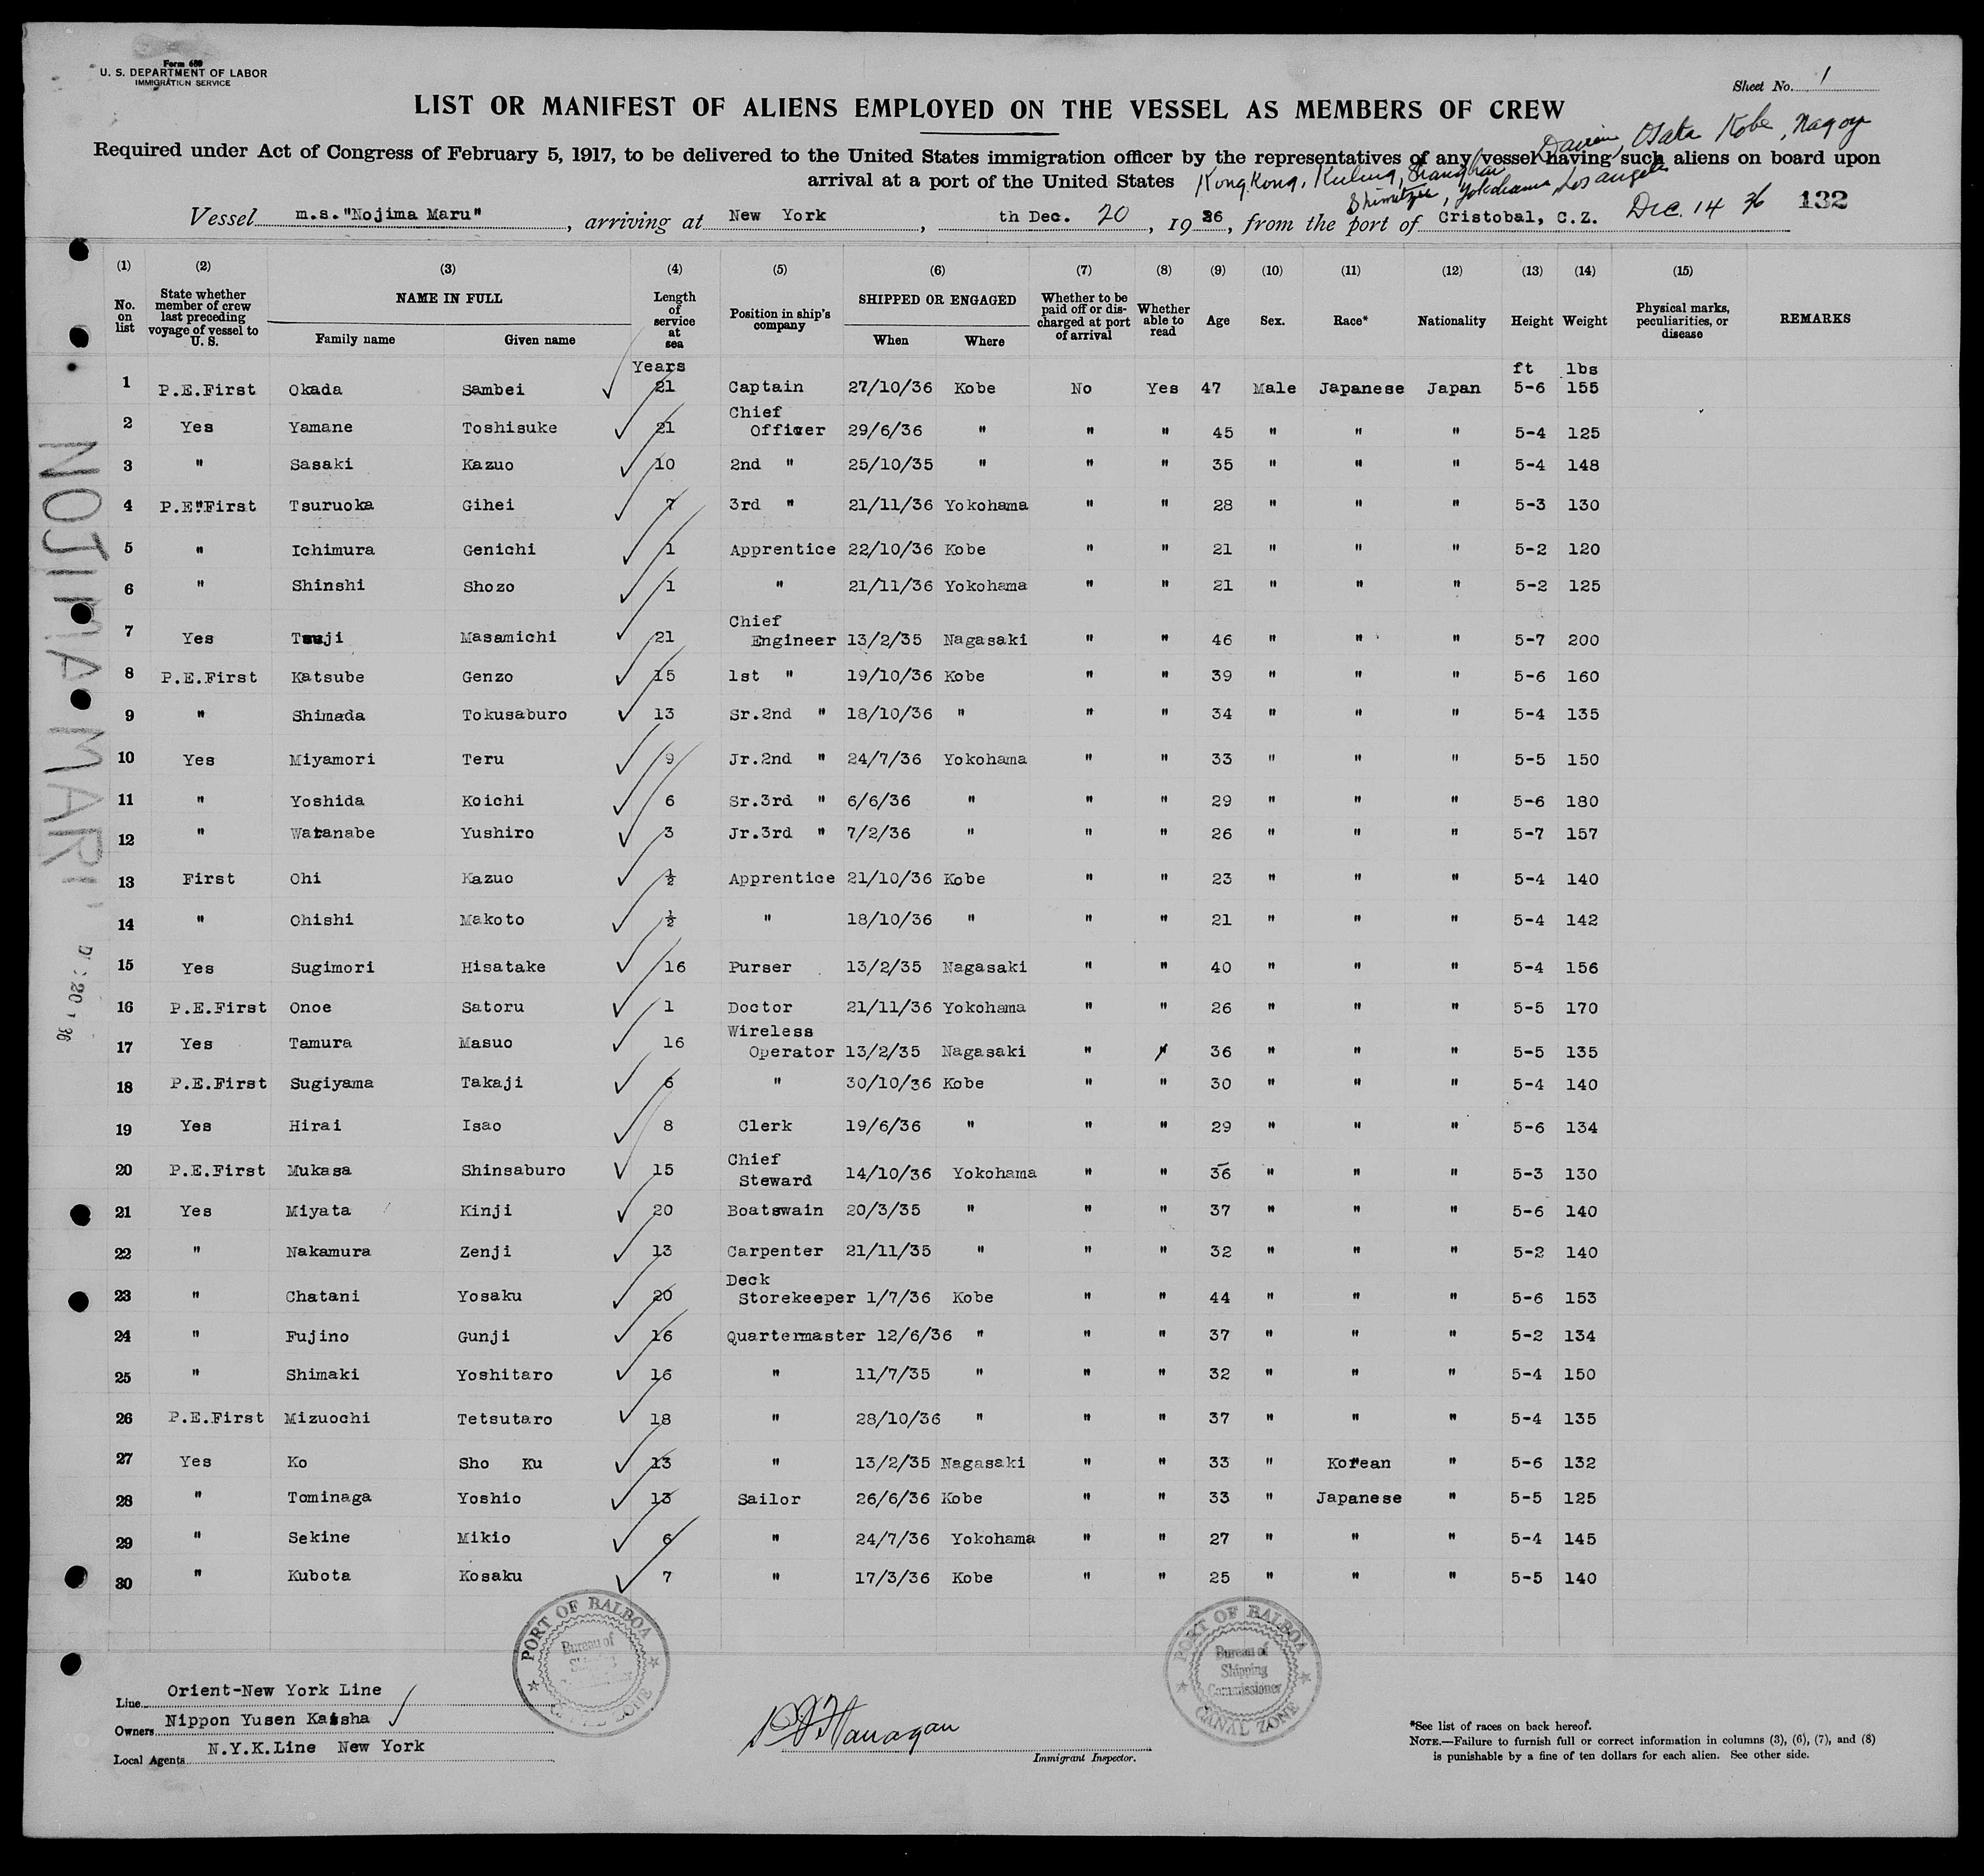 Form 689
U. S. DEPARTMENT OF LABOR
IMMIGRATION SERVICE
Sheet No. 1
LIST OR MANIFEST OF ALIENS EMPLOYED ON THE VESSEL AS MEMBERS OF CREW
Dairen, Osaka Kobe, Nagoy
Required under Act of Congress of February 5, 1917, to be delivered to the United States immigration officer by the representatives of any vessel having such aliens on board upon
arrival at a port of the United States
HongKong, Kulung, Shanghai
Shimitzu, Yokohama Los angeles
Vessel m.s."Nojima Maru", arriving at New York, th Dec. 20, 1936, from the port of Cristobal, C.Z. Dec. 14 36 132
(1) (2) (3) (4) (5) (6) (7) (8) (9) (10) (11) (12) (13) (14) (15)
No. on list State whether member of crew last preceding voyage of vessel to U. S. NAME IN FULL Family name Given name Length of service at sea Position in ship's company SHIPPED OR ENGAGED When Where Whether to be paid off or discharged at port of arrival Whether able to read Age Sex. Race* Nationality Height Weight Physical marks, peculiarities, or disease REMARKS
Years ft lbs
1 P.E.First Okada Sambei 21 Captain 27/10/36 Kobe No Yes 47 Male Japanese Japan 5-6 155
2 Yes Yamane Toshisuke 21 Chief Officer 29/6/36 " " " 45 " " " 5-4 125
3 " Sasaki Kazuo 10 2nd " 25/10/35 " " " 35 " " " 5-4 148
4 P.E"First Tsuruoka Gihei 7 3rd " 21/11/36 Yokohama " " 28 " " " 5-3 130
5 " Ichimura Genichi 1 Apprentice 22/10/36 Kobe " " 21 " " " 5-2 120
6 " Shinshi Shozo 1 " 21/11/36 Yokohama " " 21 " " " 5-2 125
7 Yes Tsuji Masamichi 21 Chief Engineer 13/2/35 Nagasaki " " 46 " " " 5-7 200
8 P.E.First Katsube Genzo 15 1st " 19/10/36 Kobe " " 39 " " " 5-6 160
9 " Shimada Tokusaburo 13 Sr.2nd " 18/10/36 " " " 34 " " " 5-4 135
10 Yes Miyamori Teru 9 Jr.2nd " 24/7/36 Yokohama " " 33 " " " 5-5 150
11 " Yoshida Koichi 6 Sr.3rd " 6/6/36 " " " 29 " " " 5-6 180
12 " Watanabe Yushiro 3 Jr.3rd " 7/2/36 " " " 26 " " " 5-7 157
13 First Ohi Kazuo ½ Apprentice 21/10/36 Kobe " " 23 " " " 5-4 140
14 " Ohishi Makoto ½ " 18/10/36 " " " 21 " " " 5-4 142
15 Yes Sugimori Hisatake 16 Purser 13/2/35 Nagasaki " " 40 " " " 5-4 156
16 P.E.First Onoe Satoru 1 Doctor 21/11/36 Yokohama " " 26 " " " 5-5 170
17 Yes Tamura Masuo 16 Wireless Operator 13/2/35 Nagasaki " " 36 " " " 5-5 135
18 P.E.First Sugiyama Takaji 6 " 30/10/36 Kobe " " 30 " " " 5-4 140
19 Yes Hirai Isao 8 Clerk 19/6/36 " " " 29 " " " 5-6 134
20 P.E.First Mukasa Shinsaburo 15 Chief Steward 14/10/36 Yokohama " " 36 " " " 5-3 130
21 Yes Miyata Kinji 20 Boatswain 20/3/35 " " " 37 " " " 5-6 140
22 " Nakamura Zenji 13 Carpenter 21/11/35 " " " 32 " " " 5-2 140
23 " Chatani Yosaku 20 Deck Storekeeper 1/7/36 Kobe " " 44 " " " 5-6 153
24 " Fujino Gunji 16 Quartermaster 12/6/36 " " " 37 " " " 5-2 134
25 " Shimaki Yoshitaro 16 " 11/7/35 " " " 32 " " " 5-4 150
26 P.E.First Mizuochi Tetsutaro 18 " 28/10/36 " " " 37 " " " 5-4 135
27 Yes Ko Sho Ku 13 " 13/2/35 Nagasaki " " 33 " Korean " 5-6 132
28 " Tominaga Yoshio 13 Sailor 26/6/36 Kobe " " 33 " Japanese " 5-5 125
29 " Sekine Mikio 6 " 24/7/36 Yokohama " " 27 " " " 5-4 145
30 " Kubota Kosaku 7 " 17/3/36 Kobe " " 25 " " " 5-5 140
NOJIMA MARU
20 36
PORT OF BALBOA
Bureau of
CANAL ZONE
PORT OF BALBOA
Bureau of
Shipping
Commissioner
CANAL ZONE
Line Orient-New York Line
Owners Nippon Yusen Kaisha
Local Agents N.Y.K.Line New York
Flanagan
Immigrant Inspector.
*See list of races on back hereof.
NOTE.—Failure to furnish full or correct information in columns (3), (6), (7), and (8)
is punishable by a fine of ten dollars for each alien. See other side.